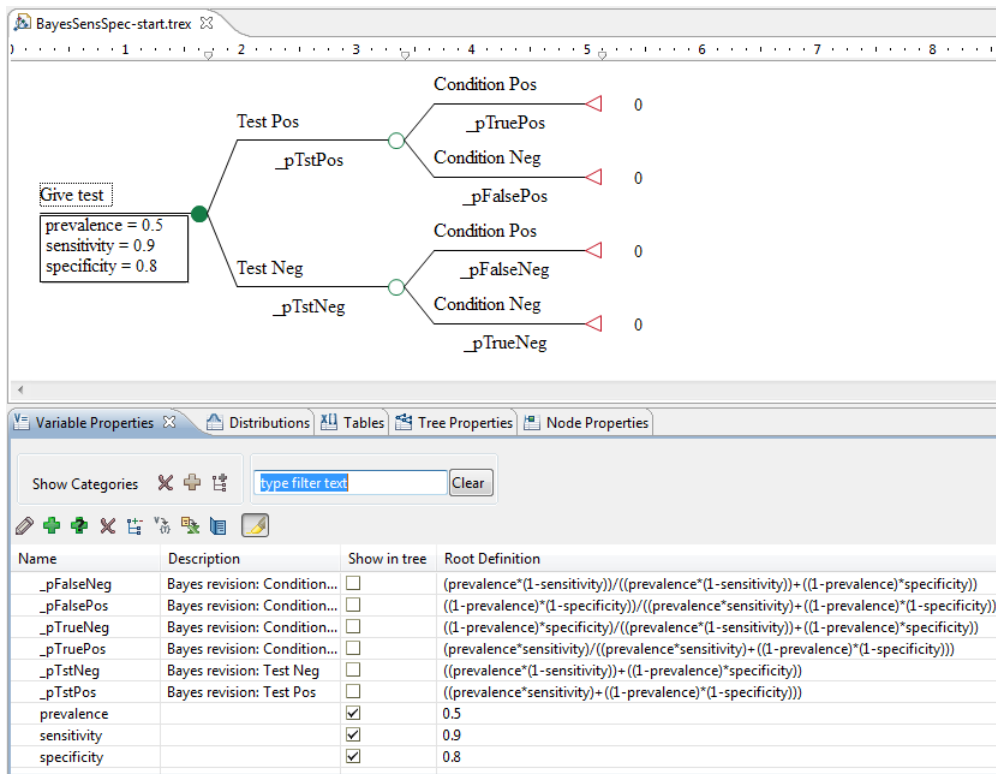 BayesSensSpec-start.trex
1 2 3 4 5 6 7 8
Condition Pos
0
_pTruePos
Test Pos
_pTstPos
Condition Neg
0
_pFalsePos
Give test
prevalence = 0.5
sensitivity = 0.9
specificity = 0.8
Condition Pos
0
_pFalseNeg
Test Neg
_pTstNeg
Condition Neg
0
_pTrueNeg
Variable Properties Distributions Tables Tree Properties Node Properties
Show Categories type filter text Clear
Name Description Show in tree Root Definition
_pFalseNeg Bayes revision: Condition... (prevalence*(1-sensitivity))/((prevalence*(1-sensitivity))+((1-prevalence)*specificity))
_pFalsePos Bayes revision: Condition... ((1-prevalence)*(1-specificity))/((prevalence*sensitivity)+((1-prevalence)*(1-specificity)))
_pTrueNeg Bayes revision: Condition... ((1-prevalence)*specificity)/((prevalence*(1-sensitivity))+((1-prevalence)*specificity))
_pTruePos Bayes revision: Condition... (prevalence*sensitivity)/((prevalence*sensitivity)+((1-prevalence)*(1-specificity)))
_pTstNeg Bayes revision: Test Neg ((prevalence*(1-sensitivity))+((1-prevalence)*specificity))
_pTstPos Bayes revision: Test Pos ((prevalence*sensitivity)+((1-prevalence)*(1-specificity)))
prevalence 0.5
sensitivity 0.9
specificity 0.8